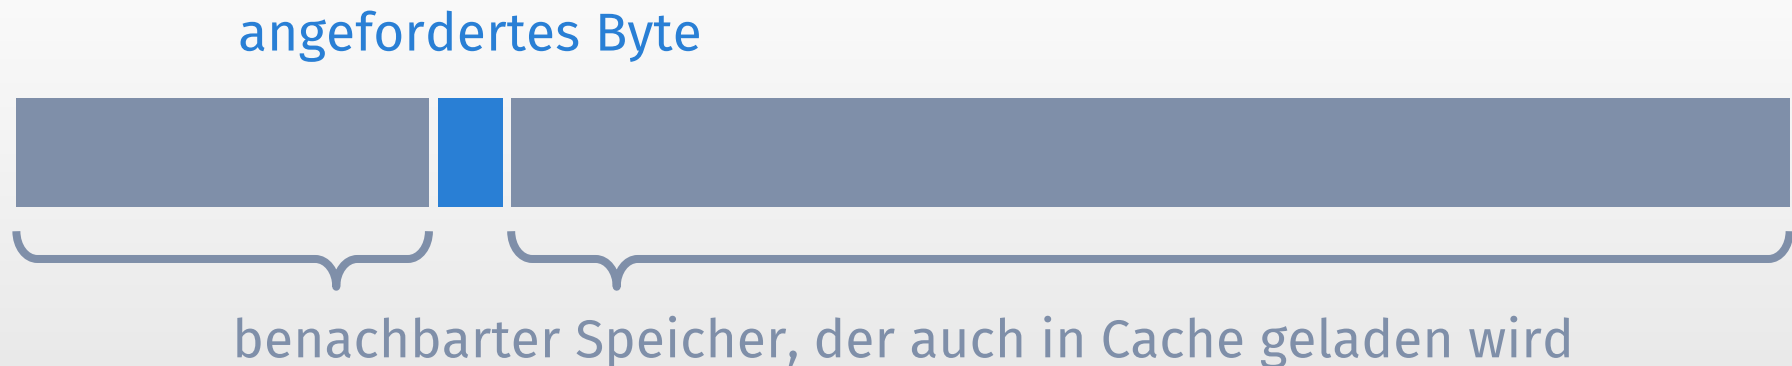 angefordertes Byte
benachbarter Speicher, der auch in Cache geladen wird